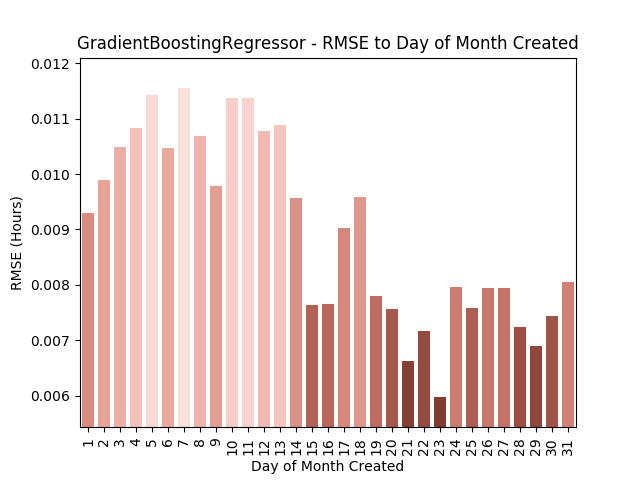 GradientBoostingRegressor - RMSE to Day of Month Created
0.012
0.011
0.010
0.009
0.008
0.007
0.006
RMSE (Hours)
1 2 3 4 5 6 7 8 9 10 11 12 13 14 15 16 17 18 19 20 21 22 23 24 25 26 27 28 29 30 31
Day of Month Created